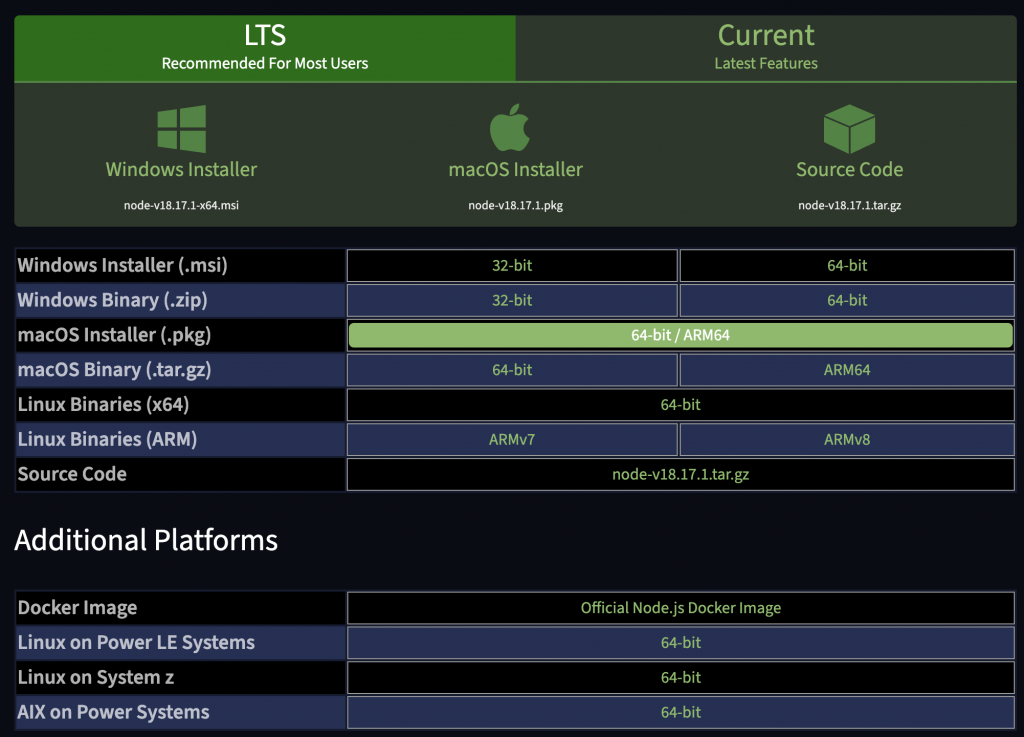 LTS
Recommended For Most Users
Current
Latest Features
Windows Installer
node-v18.17.1-x64.msi
macOS Installer
node-v18.17.1.pkg
Source Code
node-v18.17.1.tar.gz
Windows Installer (.msi) 32-bit 64-bit
Windows Binary (.zip) 32-bit 64-bit
macOS Installer (.pkg) 64-bit / ARM64
macOS Binary (.tar.gz) 64-bit ARM64
Linux Binaries (x64) 64-bit
Linux Binaries (ARM) ARMv7 ARMv8
Source Code node-v18.17.1.tar.gz
Additional Platforms
Docker Image Official Node.js Docker Image
Linux on Power LE Systems 64-bit
Linux on System z 64-bit
AIX on Power Systems 64-bit